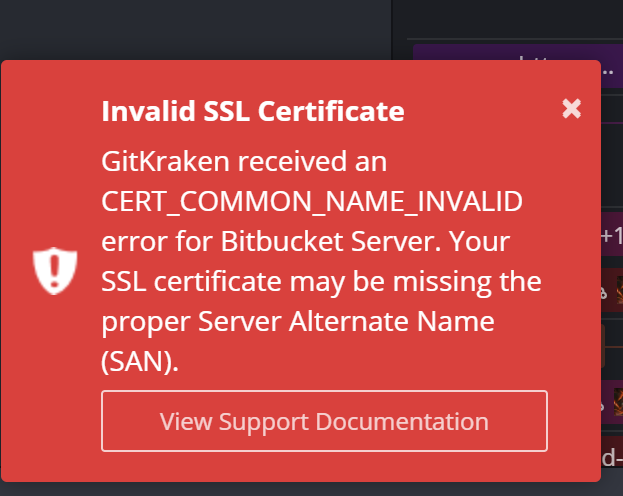 Invalid SSL Certificate
GitKraken received an
CERT_COMMON_NAME_INVALID
error for Bitbucket Server. Your
SSL certificate may be missing the
proper Server Alternate Name
(SAN).
View Support Documentation
+1
d-